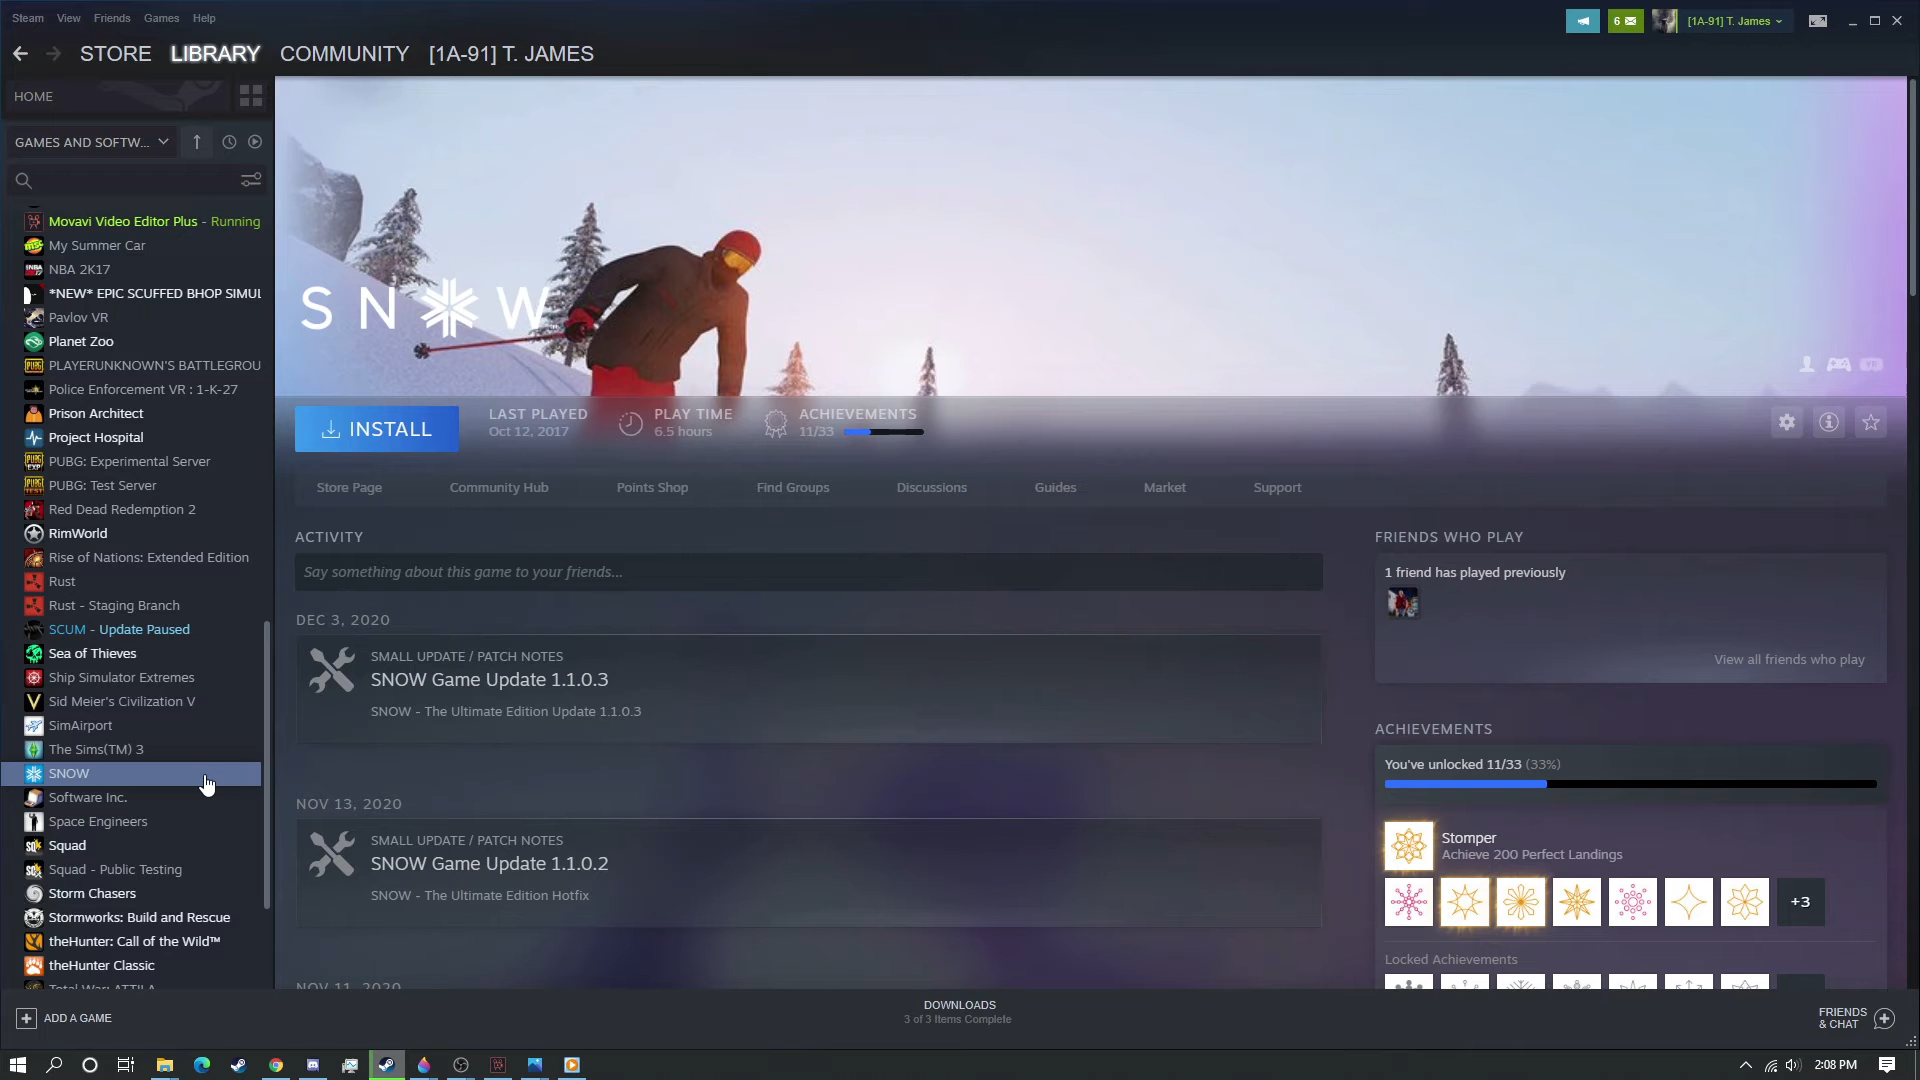 Steam View Friends Games Help
6 [1A-91] T. James
STORE LIBRARY COMMUNITY [1A-91] T. JAMES
HOME
GAMES AND SOFTW...
Movavi Video Editor Plus - Running
My Summer Car
NBA 2K17
*NEW* EPIC SCUFFED BHOP SIMUL
Pavlov VR
Planet Zoo
PLAYERUNKNOWN'S BATTLEGROU
Police Enforcement VR : 1-K-27
Prison Architect
Project Hospital
PUBG: Experimental Server
PUBG: Test Server
Red Dead Redemption 2
RimWorld
Rise of Nations: Extended Edition
Rust
Rust - Staging Branch
SCUM - Update Paused
Sea of Thieves
Ship Simulator Extremes
Sid Meier's Civilization V
SimAirport
The Sims(TM) 3
SNOW
Software Inc.
Space Engineers
Squad
Squad - Public Testing
Storm Chasers
Stormworks: Build and Rescue
theHunter: Call of the Wild™
theHunter Classic
Total War: ATTILA
ADD A GAME
SNOW
INSTALL
LAST PLAYED
Oct 12, 2017
PLAY TIME
6.5 hours
ACHIEVEMENTS
11/33
Store Page Community Hub Points Shop Find Groups Discussions Guides Market Support
ACTIVITY
Say something about this game to your friends...
DEC 3, 2020
SMALL UPDATE / PATCH NOTES
SNOW Game Update 1.1.0.3
SNOW - The Ultimate Edition Update 1.1.0.3
NOV 13, 2020
SMALL UPDATE / PATCH NOTES
SNOW Game Update 1.1.0.2
SNOW - The Ultimate Edition Hotfix
NOV 11, 2020
FRIENDS WHO PLAY
1 friend has played previously
View all friends who play
ACHIEVEMENTS
You've unlocked 11/33 (33%)
Stomper
Achieve 200 Perfect Landings
+3
Locked Achievements
DOWNLOADS
3 of 3 Items Complete
FRIENDS
& CHAT
2:08 PM